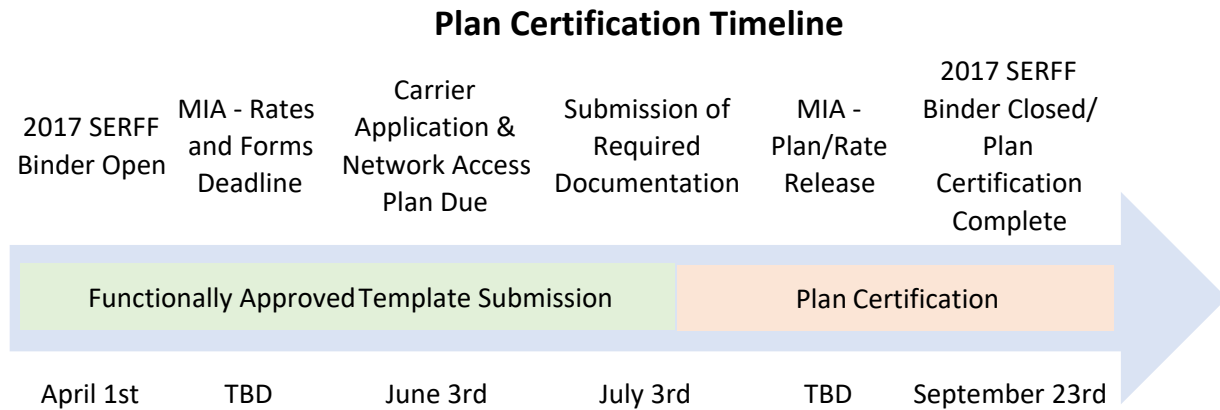 Plan Certification Timeline
2017 SERFF
Binder Open
MIA - Rates
and Forms
Deadline
Carrier
Application &
Network Access
Plan Due
Submission of
Required
Documentation
MIA -
Plan/Rate
Release
2017 SERFF
Binder Closed/
Plan
Certification
Complete
Functionally Approved Template Submission
Plan Certification
April 1st
TBD
June 3rd
July 3rd
TBD
September 23rd